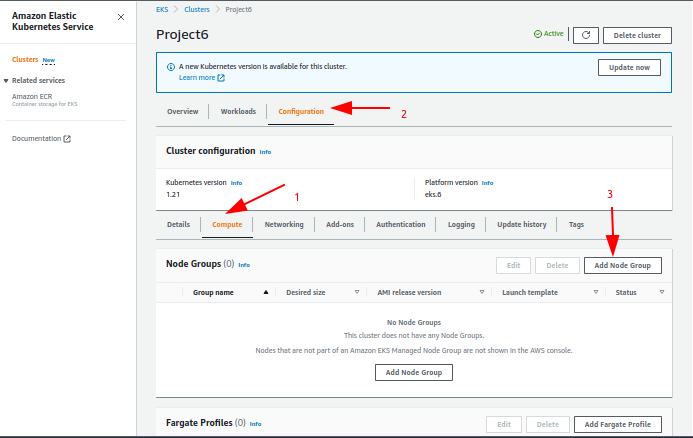 Amazon Elastic
Kubernetes Service
Clusters New
Related services
Amazon ECR
Container storage for EKS
Documentation
EKS > Clusters > Project6
Project6
Active
Delete cluster
A new Kubernetes version is available for this cluster.
Learn more
Update now
Overview Workloads Configuration
2
Cluster configuration Info
Kubernetes version Info
1.21
Platform version Info
eks.6
1
3
Details Compute Networking Add-ons Authentication Logging Update history Tags
Node Groups (0) Info
Edit Delete Add Node Group
Group name Desired size AMI release version Launch template Status
No Node Groups
This cluster does not have any Node Groups.
Nodes that are not part of an Amazon EKS Managed Node Group are not shown in the AWS console.
Add Node Group
Fargate Profiles (0) Info
Edit Delete Add Fargate Profile